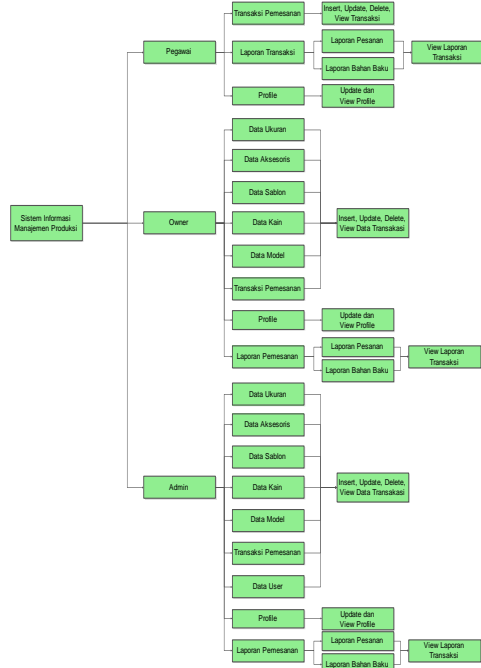 Transaksi Pemesanan
Insert, Update, Delete,
View Transaksi
Pegawai
Laporan Transaksi
Laporan Pesanan
Laporan Bahan Baku
View Laporan
Transaksi
Profile
Update dan
View Profile
Sistem Informasi
Manajemen Produksi
Owner
Data Ukuran
Data Aksesoris
Data Sablon
Data Kain
Data Model
Transaksi Pemesanan
Insert, Update, Delete,
View Data Transakasi
Profile
Update dan
View Profile
Laporan Pemesanan
Laporan Pesanan
Laporan Bahan Baku
View Laporan
Transaksi
Admin
Data Ukuran
Data Aksesoris
Data Sablon
Data Kain
Data Model
Transaksi Pemesanan
Data User
Insert, Update, Delete,
View Data Transakasi
Profile
Update dan
View Profile
Laporan Pemesanan
Laporan Pesanan
Laporan Bahan Baku
View Laporan
Transaksi